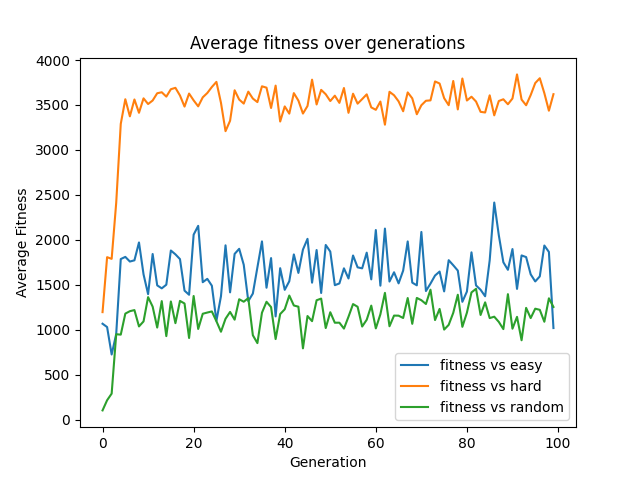 Average fitness over generations
4000
3500
3000
2500
2000
1500
1000
500
0
Average Fitness
0
20
40
60
80
100
Generation
fitness vs easy
fitness vs hard
fitness vs random